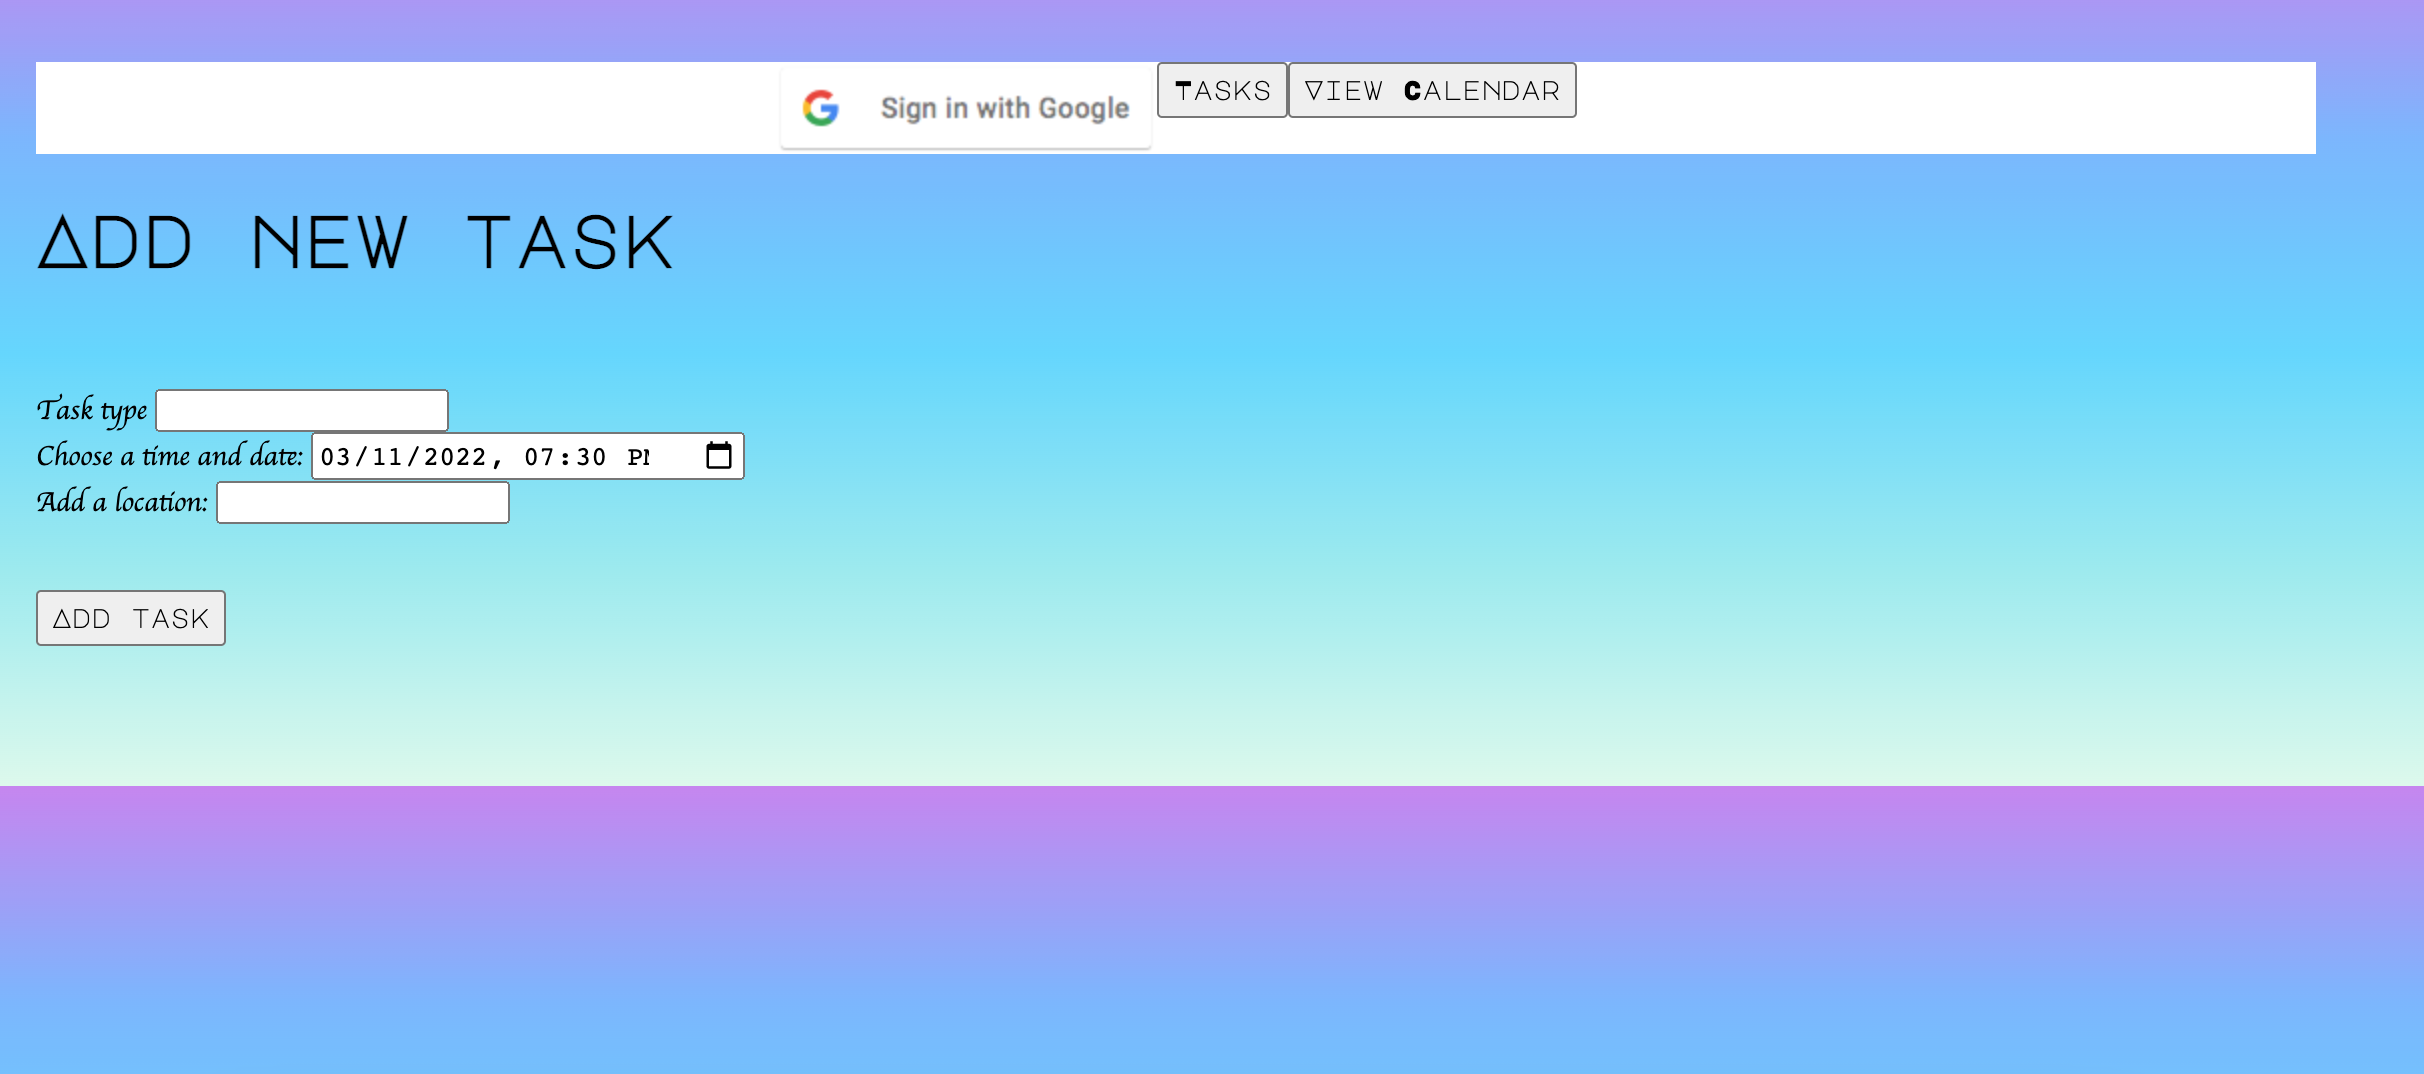 Sign in with Google Tasks View Calendar
Add new task
Task type
Choose a time and date: 03/11/2022, 07:30 PM
Add a location:
Add task